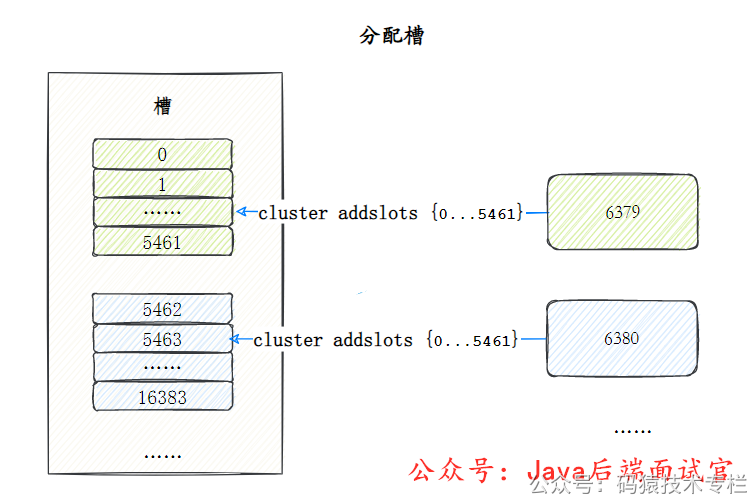 分配槽
槽
0
1
……
5461
cluster addslots {0...5461}
6379
5462
5463
……
16383
cluster addslots {0...5461}
6380
……
……
公众号：Java后端面试官
公众号：码猿技术专栏